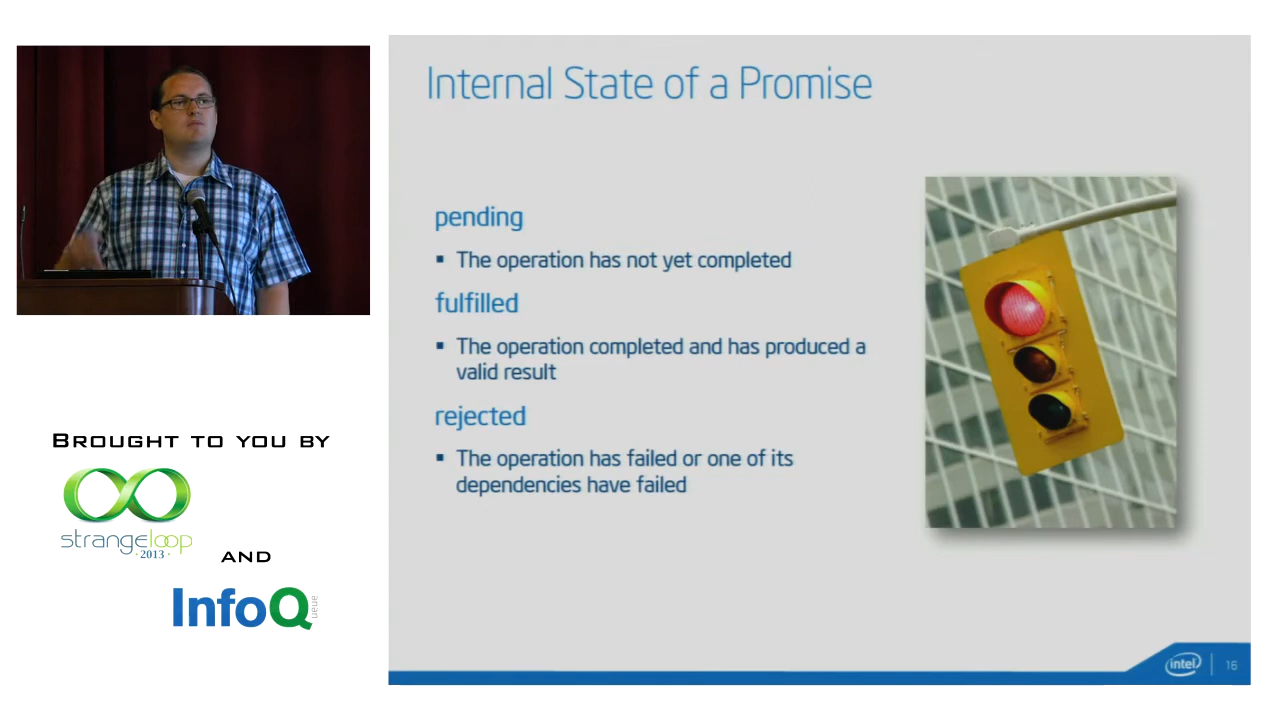 Internal State of a Promise
pending
▪ The operation has not yet completed
fulfilled
▪ The operation completed and has produced a
valid result
rejected
▪ The operation has failed or one of its
dependencies have failed
BROUGHT TO YOU BY
strangeloop
· 2013 ·
AND
InfoQ
ueue
intel
16